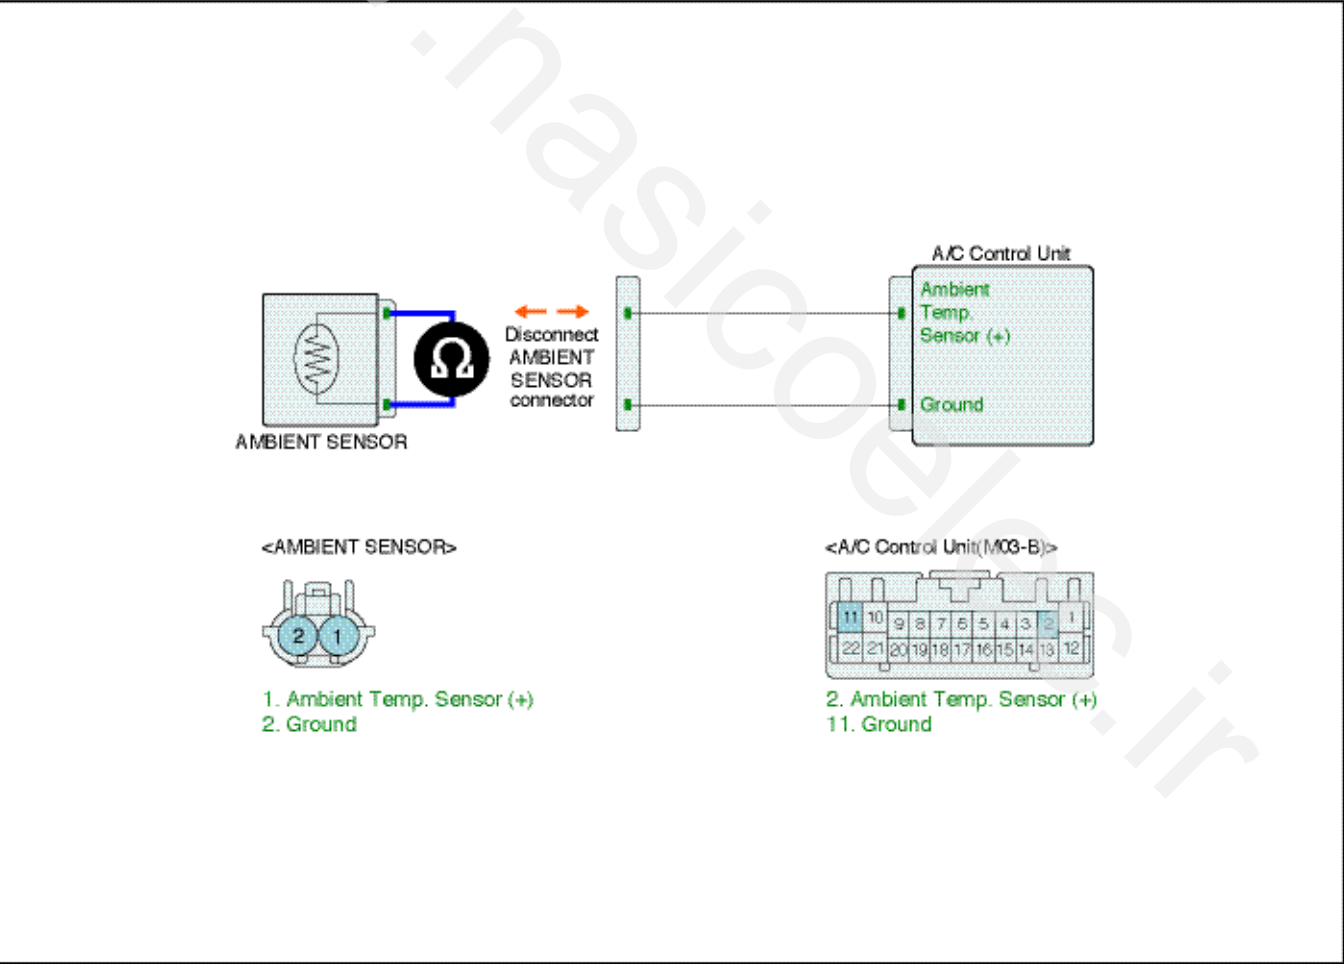 .nasicoelec.ir
A/C Control Unit
Ambient
Temp.
Sensor (+)
Ground
Disconnect
AMBIENT
SENSOR
connector
Ω
AMBIENT SENSOR
<AMBIENT SENSOR>
2 1
1. Ambient Temp. Sensor (+)
2. Ground
<A/C Control Unit(M03-B)>
11 10 9 8 7 6 5 4 3 2 1
22 21 20 19 18 17 16 15 14 13 12
2. Ambient Temp. Sensor (+)
11. Ground